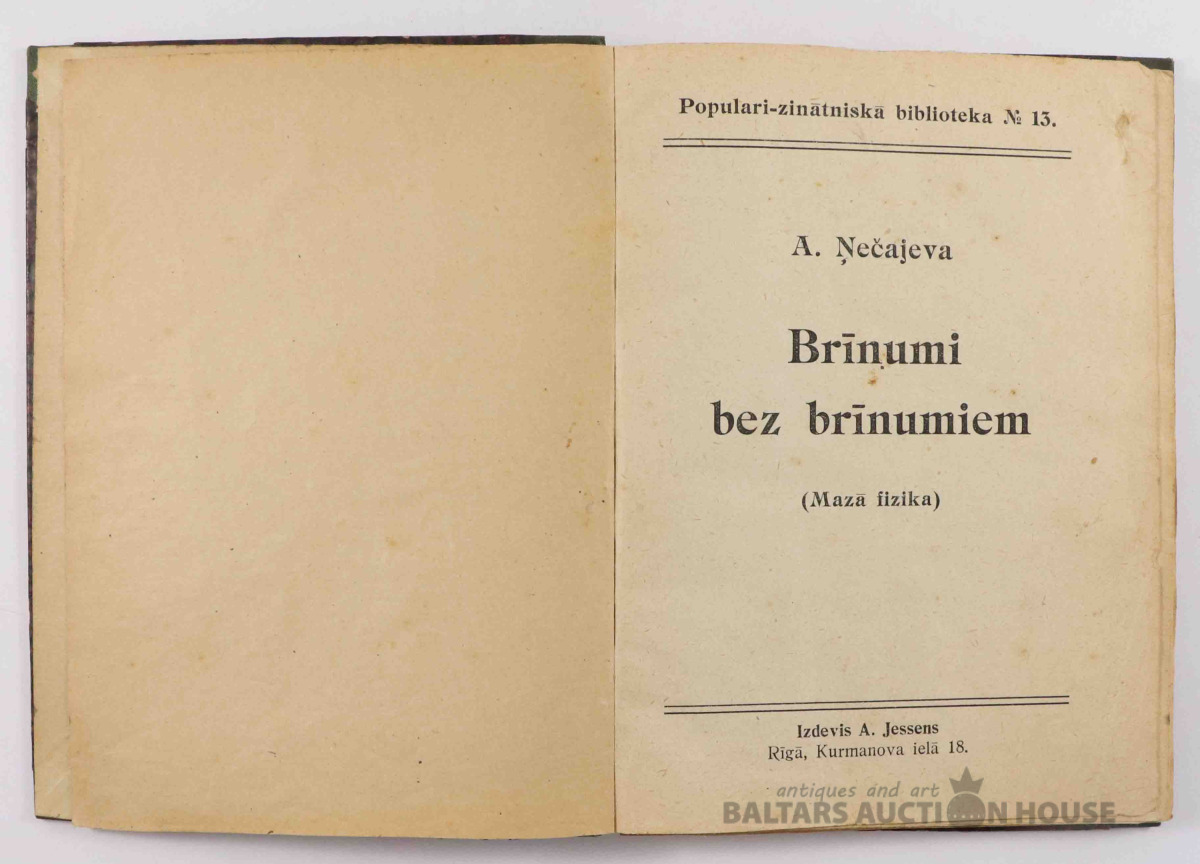 Populari-zinātniskā biblioteka № 13.
A. Ņečajeva
Brīņumi
bez brīnumiem
(Mazā fizika)
Izdevis A. Jessens
Rīgā, Kurmanova ielā 18.
antiques and art
BALTARS AUCTION HOUSE